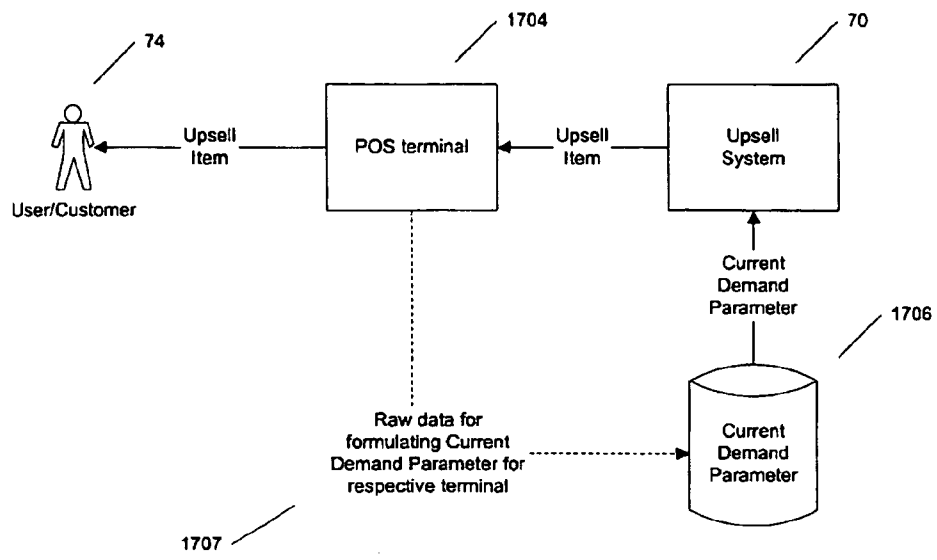 1704
70
74
Upsell
Item
POS terminal
Upsell
Item
Upsell
System
User/Customer
Current
Demand
Parameter
1706
Raw data for
formulating Current
Demand Parameter for
respective terminal
Current
Demand
Parameter
1707